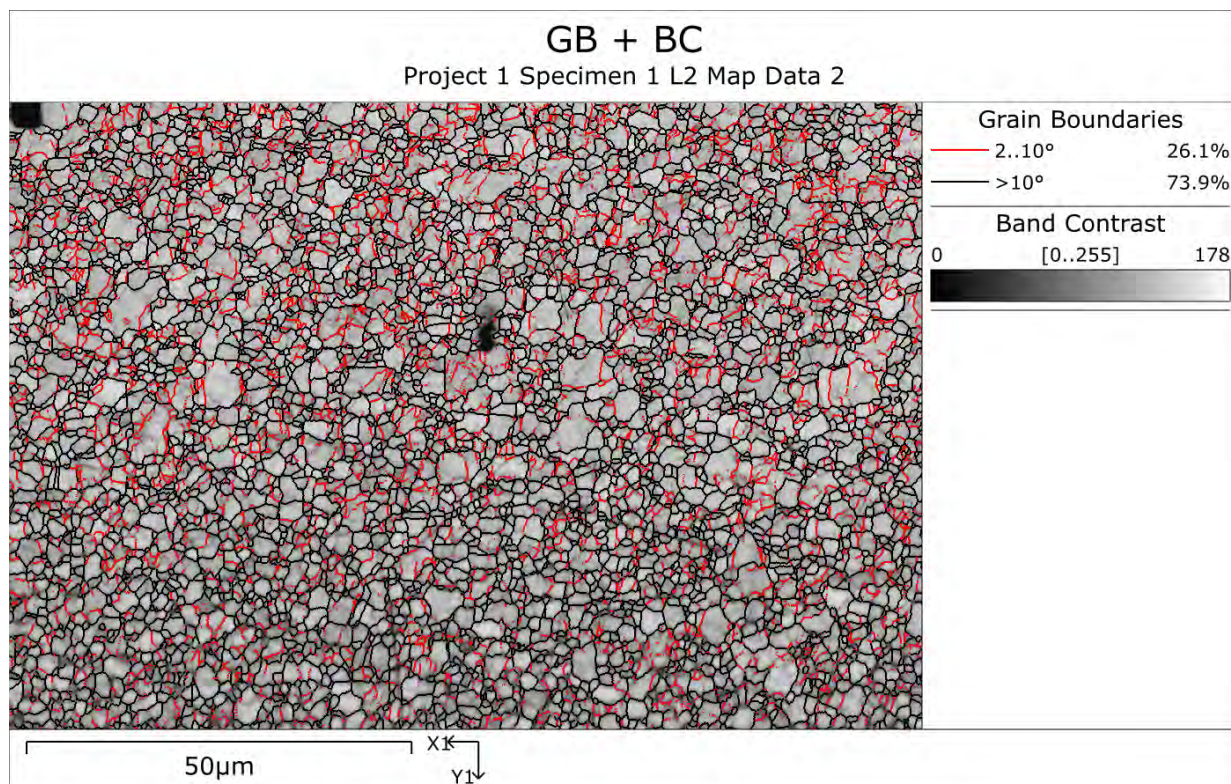 GB + BC
Project 1 Specimen 1 L2 Map Data 2
Grain Boundaries
2..10° 26.1%
>10° 73.9%
Band Contrast
0 [0..255] 178
50µm
X1
Y1